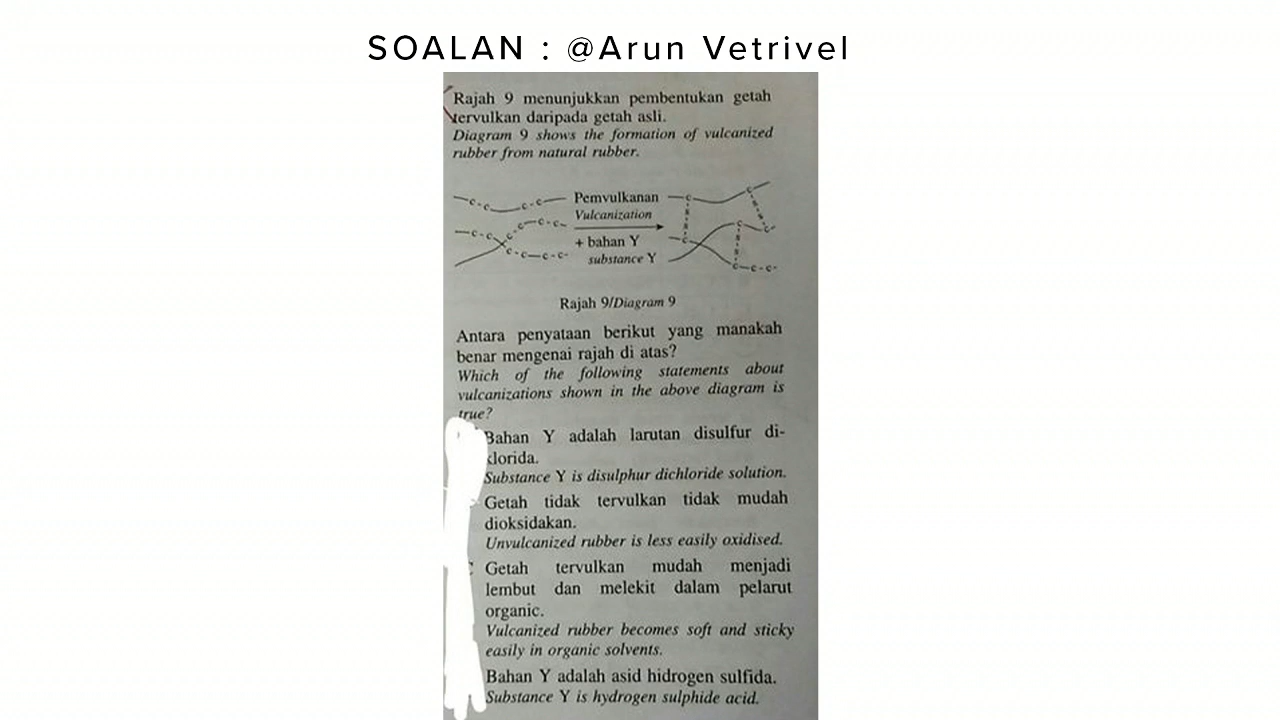 SOALAN : @Arun Vetrivel
Rajah 9 menunjukkan pembentukan getah
tervulkan daripada getah asli.
Diagram 9 shows the formation of vulcanized
rubber from natural rubber.
Pemvulkanan
Vulcanization
+ bahan Y
substance Y
Rajah 9/Diagram 9
Antara penyataan berikut yang manakah
benar mengenai rajah di atas?
Which of the following statements about
vulcanizations shown in the above diagram is
true?
Bahan Y adalah larutan disulfur di-
klorida.
Substance Y is disulphur dichloride solution.
Getah tidak tervulkan tidak mudah
dioksidakan.
Unvulcanized rubber is less easily oxidised.
Getah tervulkan mudah menjadi
lembut dan melekit dalam pelarut
organic.
Vulcanized rubber becomes soft and sticky
easily in organic solvents.
Bahan Y adalah asid hidrogen sulfida.
Substance Y is hydrogen sulphide acid.